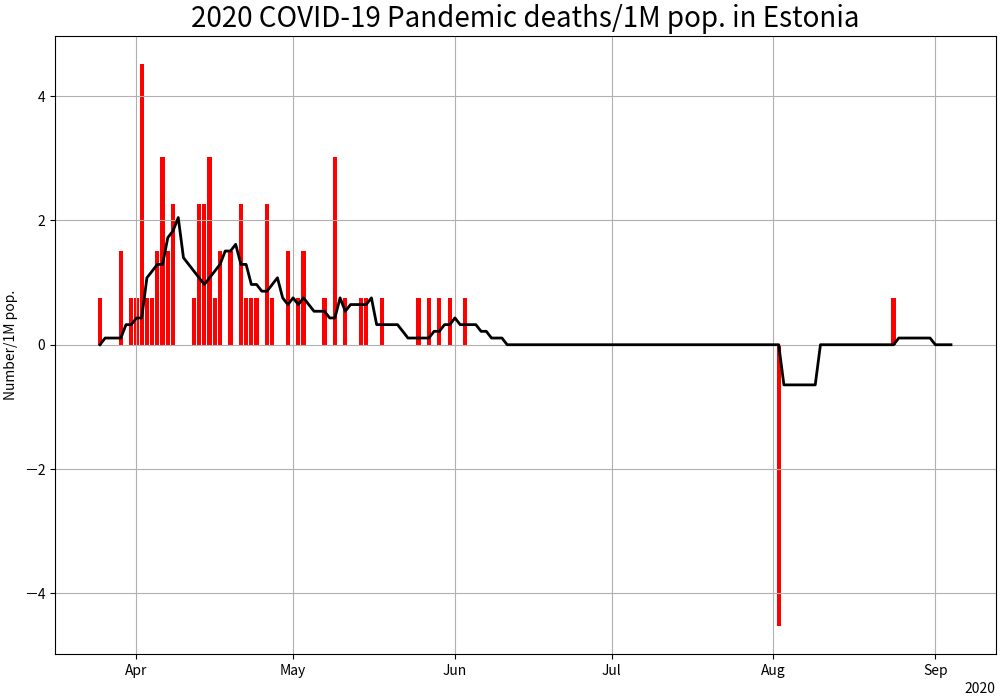 2020 COVID-19 Pandemic deaths/1M pop. in Estonia
Number/1M pop.
4
2
0
−2
−4
Apr May Jun Jul Aug Sep
2020